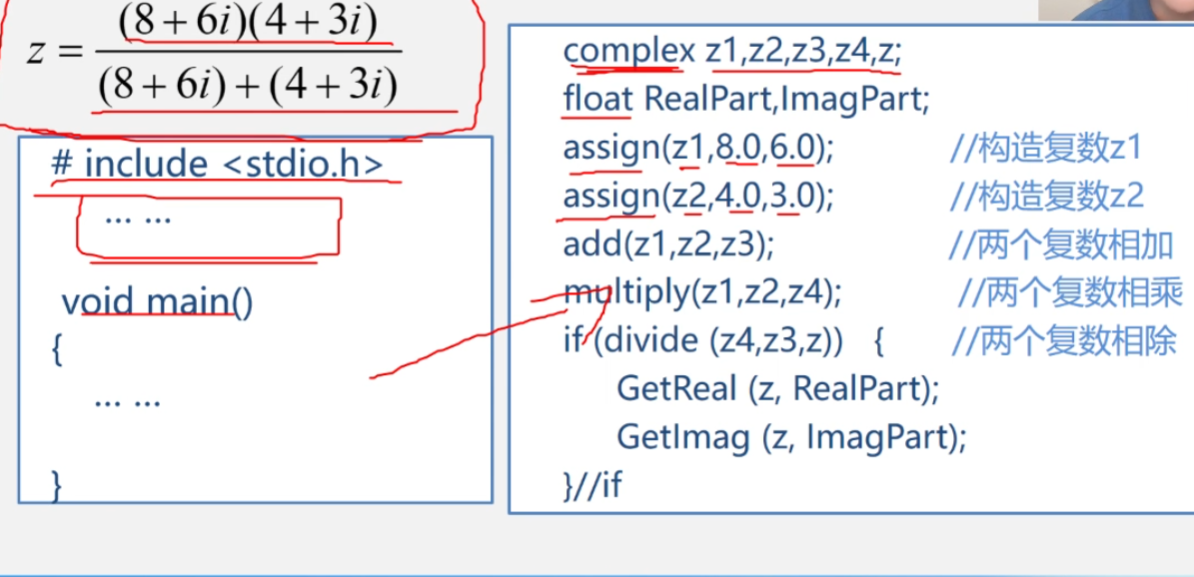 z = (8+6i)(4+3i)
(8+6i)+(4+3i)
# include <stdio.h>
... ...
void main()
{
... ...
}
complex z1,z2,z3,z4,z;
float RealPart,ImagPart;
assign(z1,8.0,6.0); //构造复数z1
assign(z2,4.0,3.0); //构造复数z2
add(z1,z2,z3); //两个复数相加
multiply(z1,z2,z4); //两个复数相乘
if (divide (z4,z3,z)) { //两个复数相除
GetReal (z, RealPart);
GetImag (z, ImagPart);
}//if